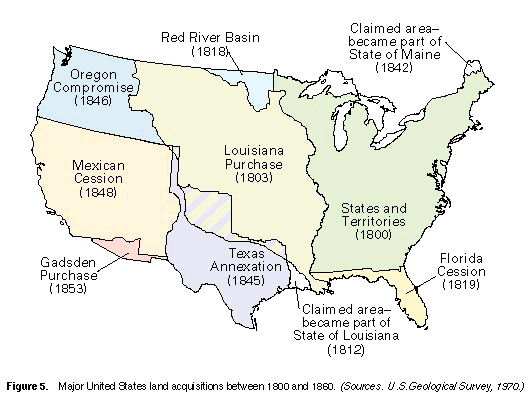 Red River Basin
(1818)
Claimed area–
became part of
State of Maine
(1842)
Oregon
Compromise
(1846)
Louisiana
Purchase
(1803)
Mexican
Cession
(1848)
States and
Territories
(1800)
Gadsden
Purchase
(1853)
Texas
Annexation
(1845)
Florida
Cession
(1819)
Claimed area–
became part of
State of Louisiana
(1812)
Figure 5. Major United States land acquisitions between 1800 and 1860. (Sources. U.S.Geological Survey, 1970.)